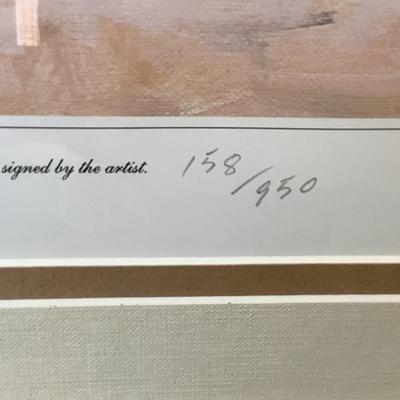 signed by the artist. 158/950